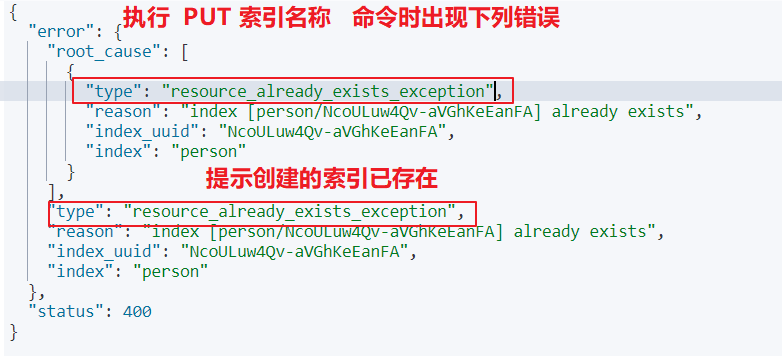 {
执行 PUT 索引名称 命令时出现下列错误
"error": {
"root_cause": [
{
"type": "resource_already_exists_exception",
"reason": "index [person/NcoULuw4Qv-aVGhKeEanFA] already exists",
"index_uuid": "NcoULuw4Qv-aVGhKeEanFA",
"index": "person"
}
提示创建的索引已存在
],
"type": "resource_already_exists_exception",
"reason": "index [person/NcoULuw4Qv-aVGhKeEanFA] already exists",
"index_uuid": "NcoULuw4Qv-aVGhKeEanFA",
"index": "person"
},
"status": 400
}